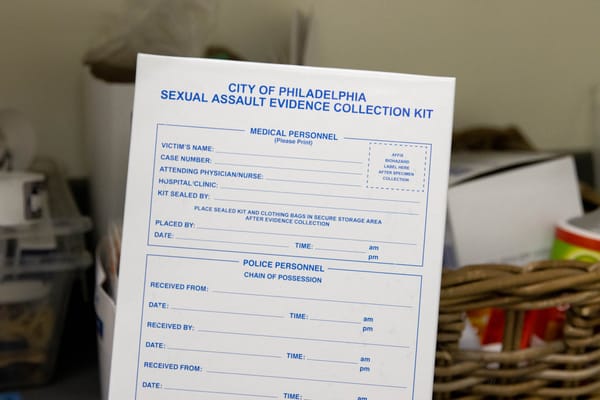 CITY OF PHILADELPHIA
SEXUAL ASSAULT EVIDENCE COLLECTION KIT
MEDICAL PERSONNEL
(Please Print)
AFFIX
BIOHAZARD
LABEL HERE
AFTER SPECIMEN
COLLECTION
VICTIM'S NAME:
CASE NUMBER:
ATTENDING PHYSICIAN/NURSE:
HOSPITAL/CLINIC:
KIT SEALED BY:
PLACE SEALED KIT AND CLOTHING BAGS IN SECURE STORAGE AREA
AFTER EVIDENCE COLLECTION
PLACED BY:
DATE: TIME: am
pm
POLICE PERSONNEL
CHAIN OF POSSESSION
RECEIVED FROM:
DATE: TIME: am
pm
RECEIVED BY:
DATE: TIME: am
pm
RECEIVED FROM:
DATE: TIME: am